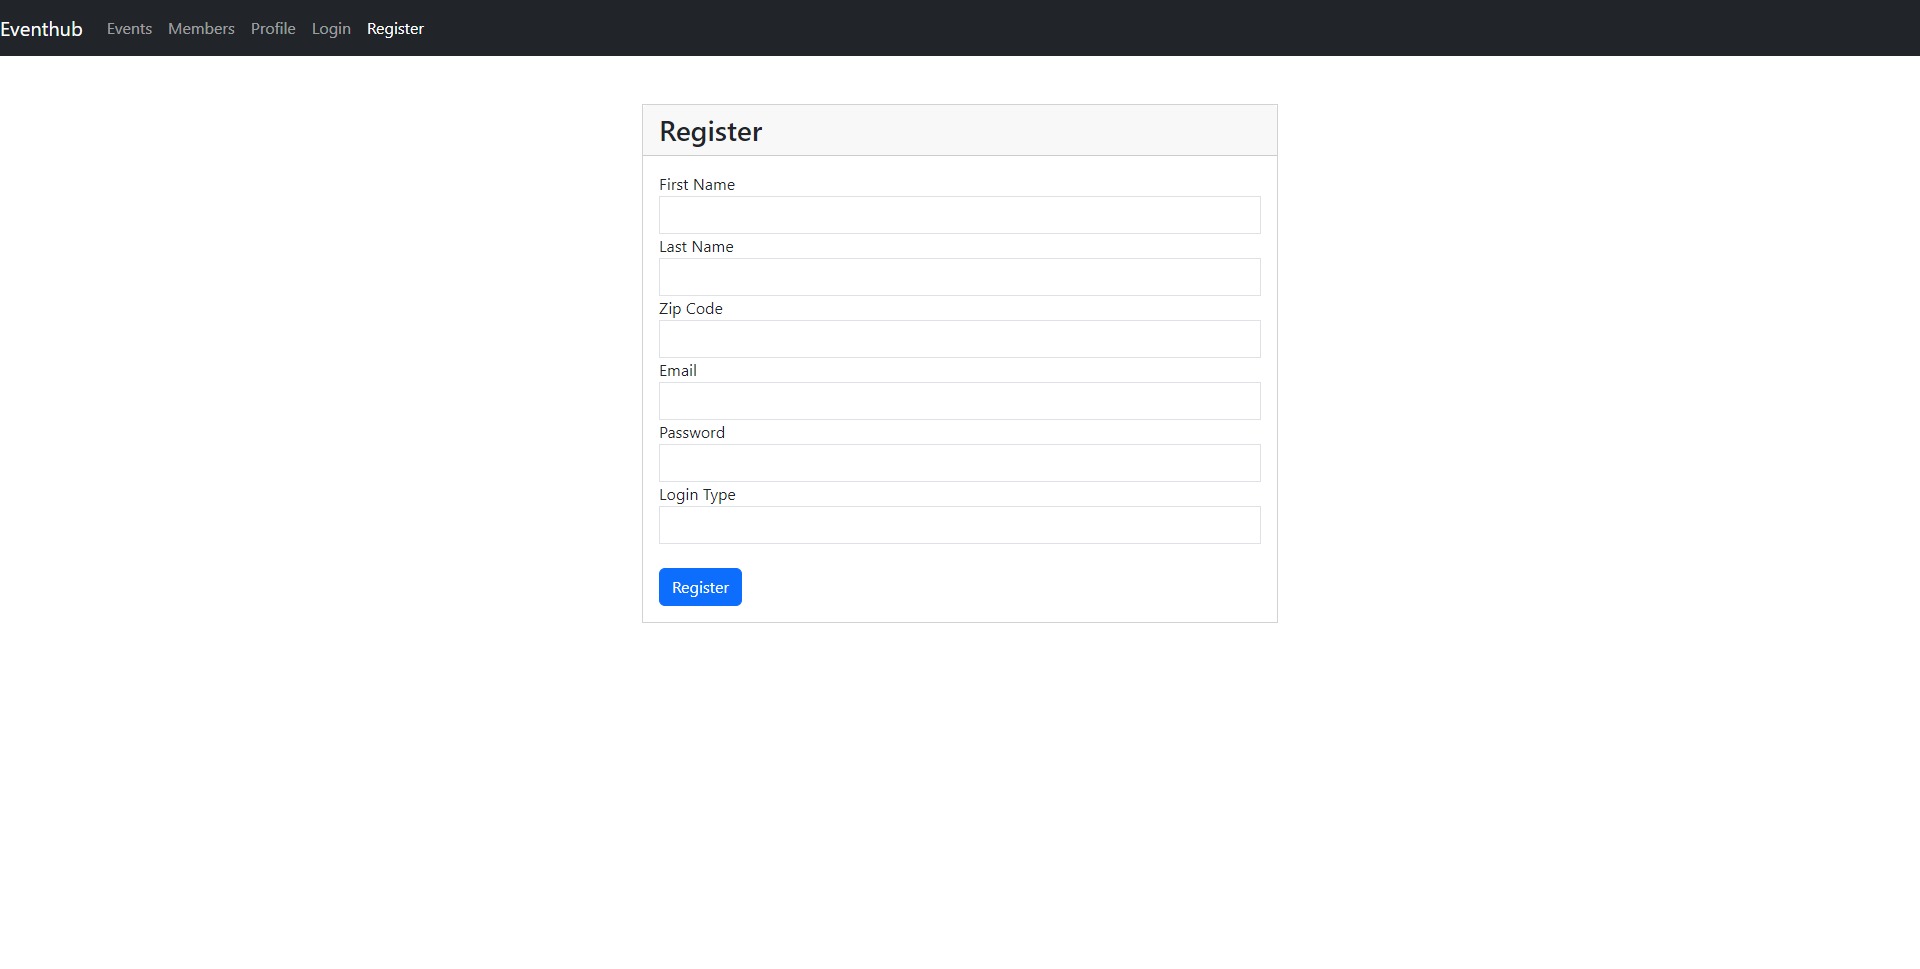 Eventhub Events Members Profile Login Register
Register
First Name
Last Name
Zip Code
Email
Password
Login Type
Register